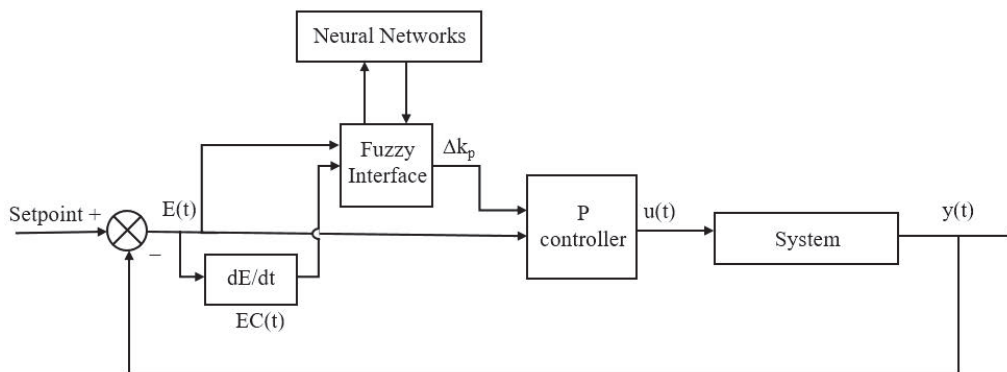 Neural Networks
Fuzzy
Interface
Δkp
Setpoint +
E(t)
−
P
controller
u(t)
System
y(t)
dE/dt
EC(t)